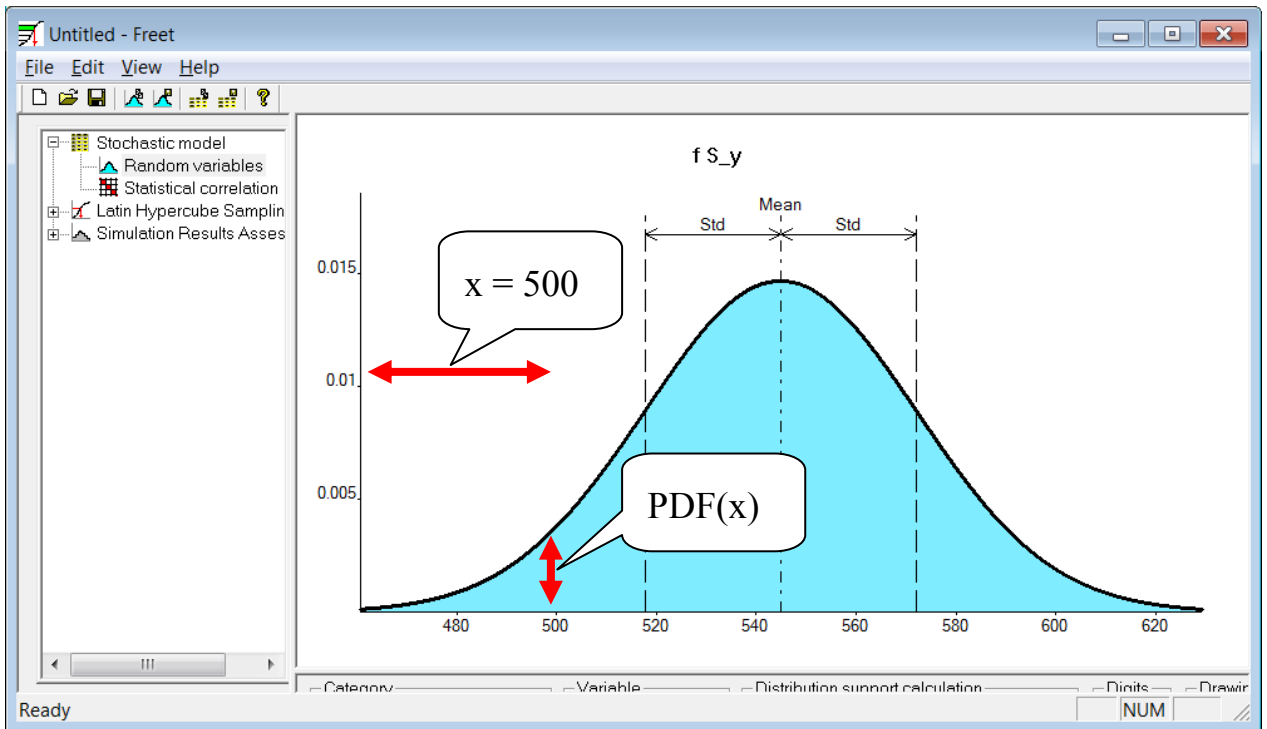 Untitled - Freet
File Edit View Help
Stochastic model
Random variables
Statistical correlation
Latin Hypercube Samplin
Simulation Results Asses
f S_y
Mean
Std Std
0.015
x = 500
0.01
0.005
PDF(x)
480 500 520 540 560 580 600 620
Category Variable Distribution support calculation Digits Drawin
Ready NUM